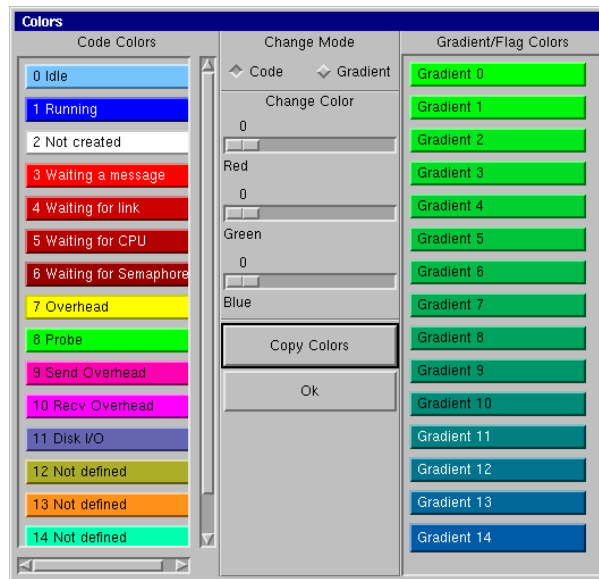 Colors
Code Colors
0 Idle
1 Running
2 Not created
3 Waiting a message
4 Waiting for link
5 Waiting for CPU
6 Waiting for Semaphore
7 Overhead
8 Probe
9 Send Overhead
10 Recv Overhead
11 Disk I/O
12 Not defined
13 Not defined
14 Not defined
Change Mode
Code Gradient
Change Color
0
Red
0
Green
0
Blue
Copy Colors
Ok
Gradient/Flag Colors
Gradient 0
Gradient 1
Gradient 2
Gradient 3
Gradient 4
Gradient 5
Gradient 6
Gradient 7
Gradient 8
Gradient 9
Gradient 10
Gradient 11
Gradient 12
Gradient 13
Gradient 14